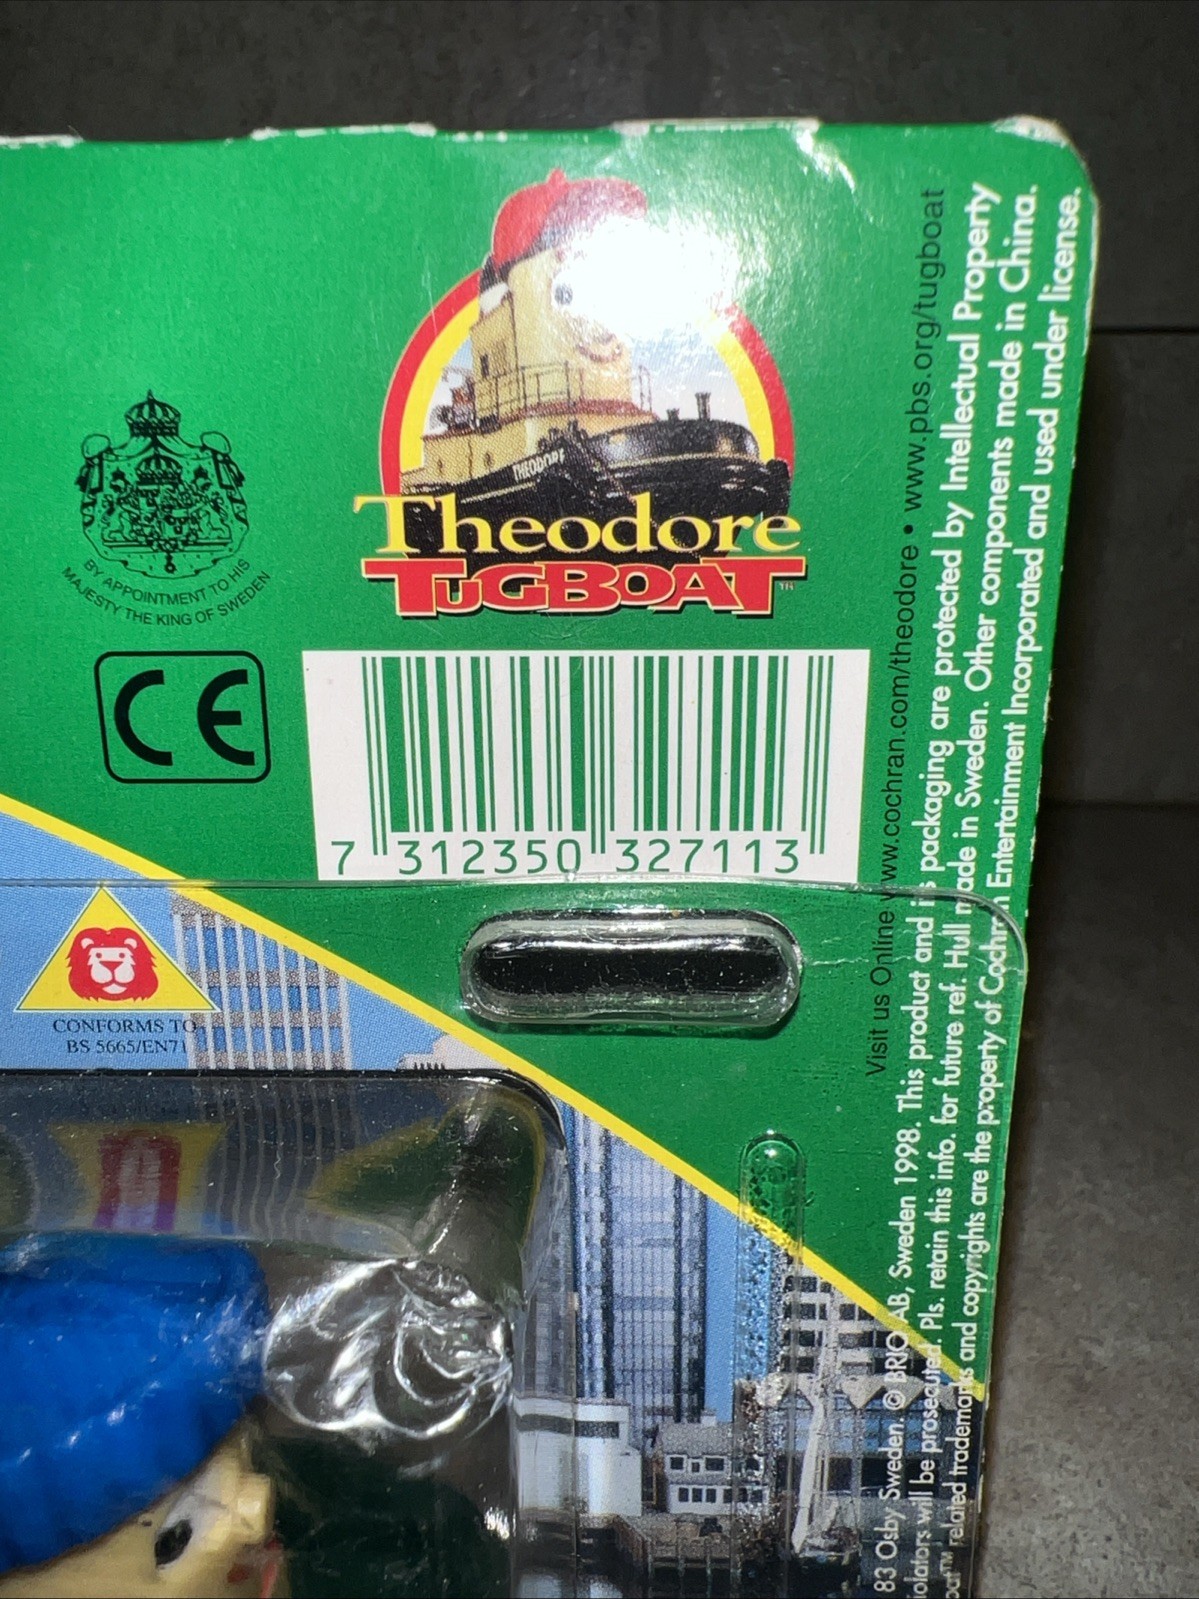 THEODORE
Theodore
TUGBOAT™
BY APPOINTMENT TO HIS
MAJESTY THE KING OF SWEDEN
CE
7 312350 327113
CONFORMS TO
BS 5665/EN71
Visit us Online www.cochran.com/theodore • www.pbs.org/tugboat
83 Osby, Sweden. © BRIO AB, Sweden 1998. This product and its packaging are protected by Intellectual Property
will be prosecuted. Pls. retain this info. for future ref. Hull made in Sweden. Other components made in China.
related trademarks and copyrights are the property of Cochran Entertainment Incorporated and used under license.